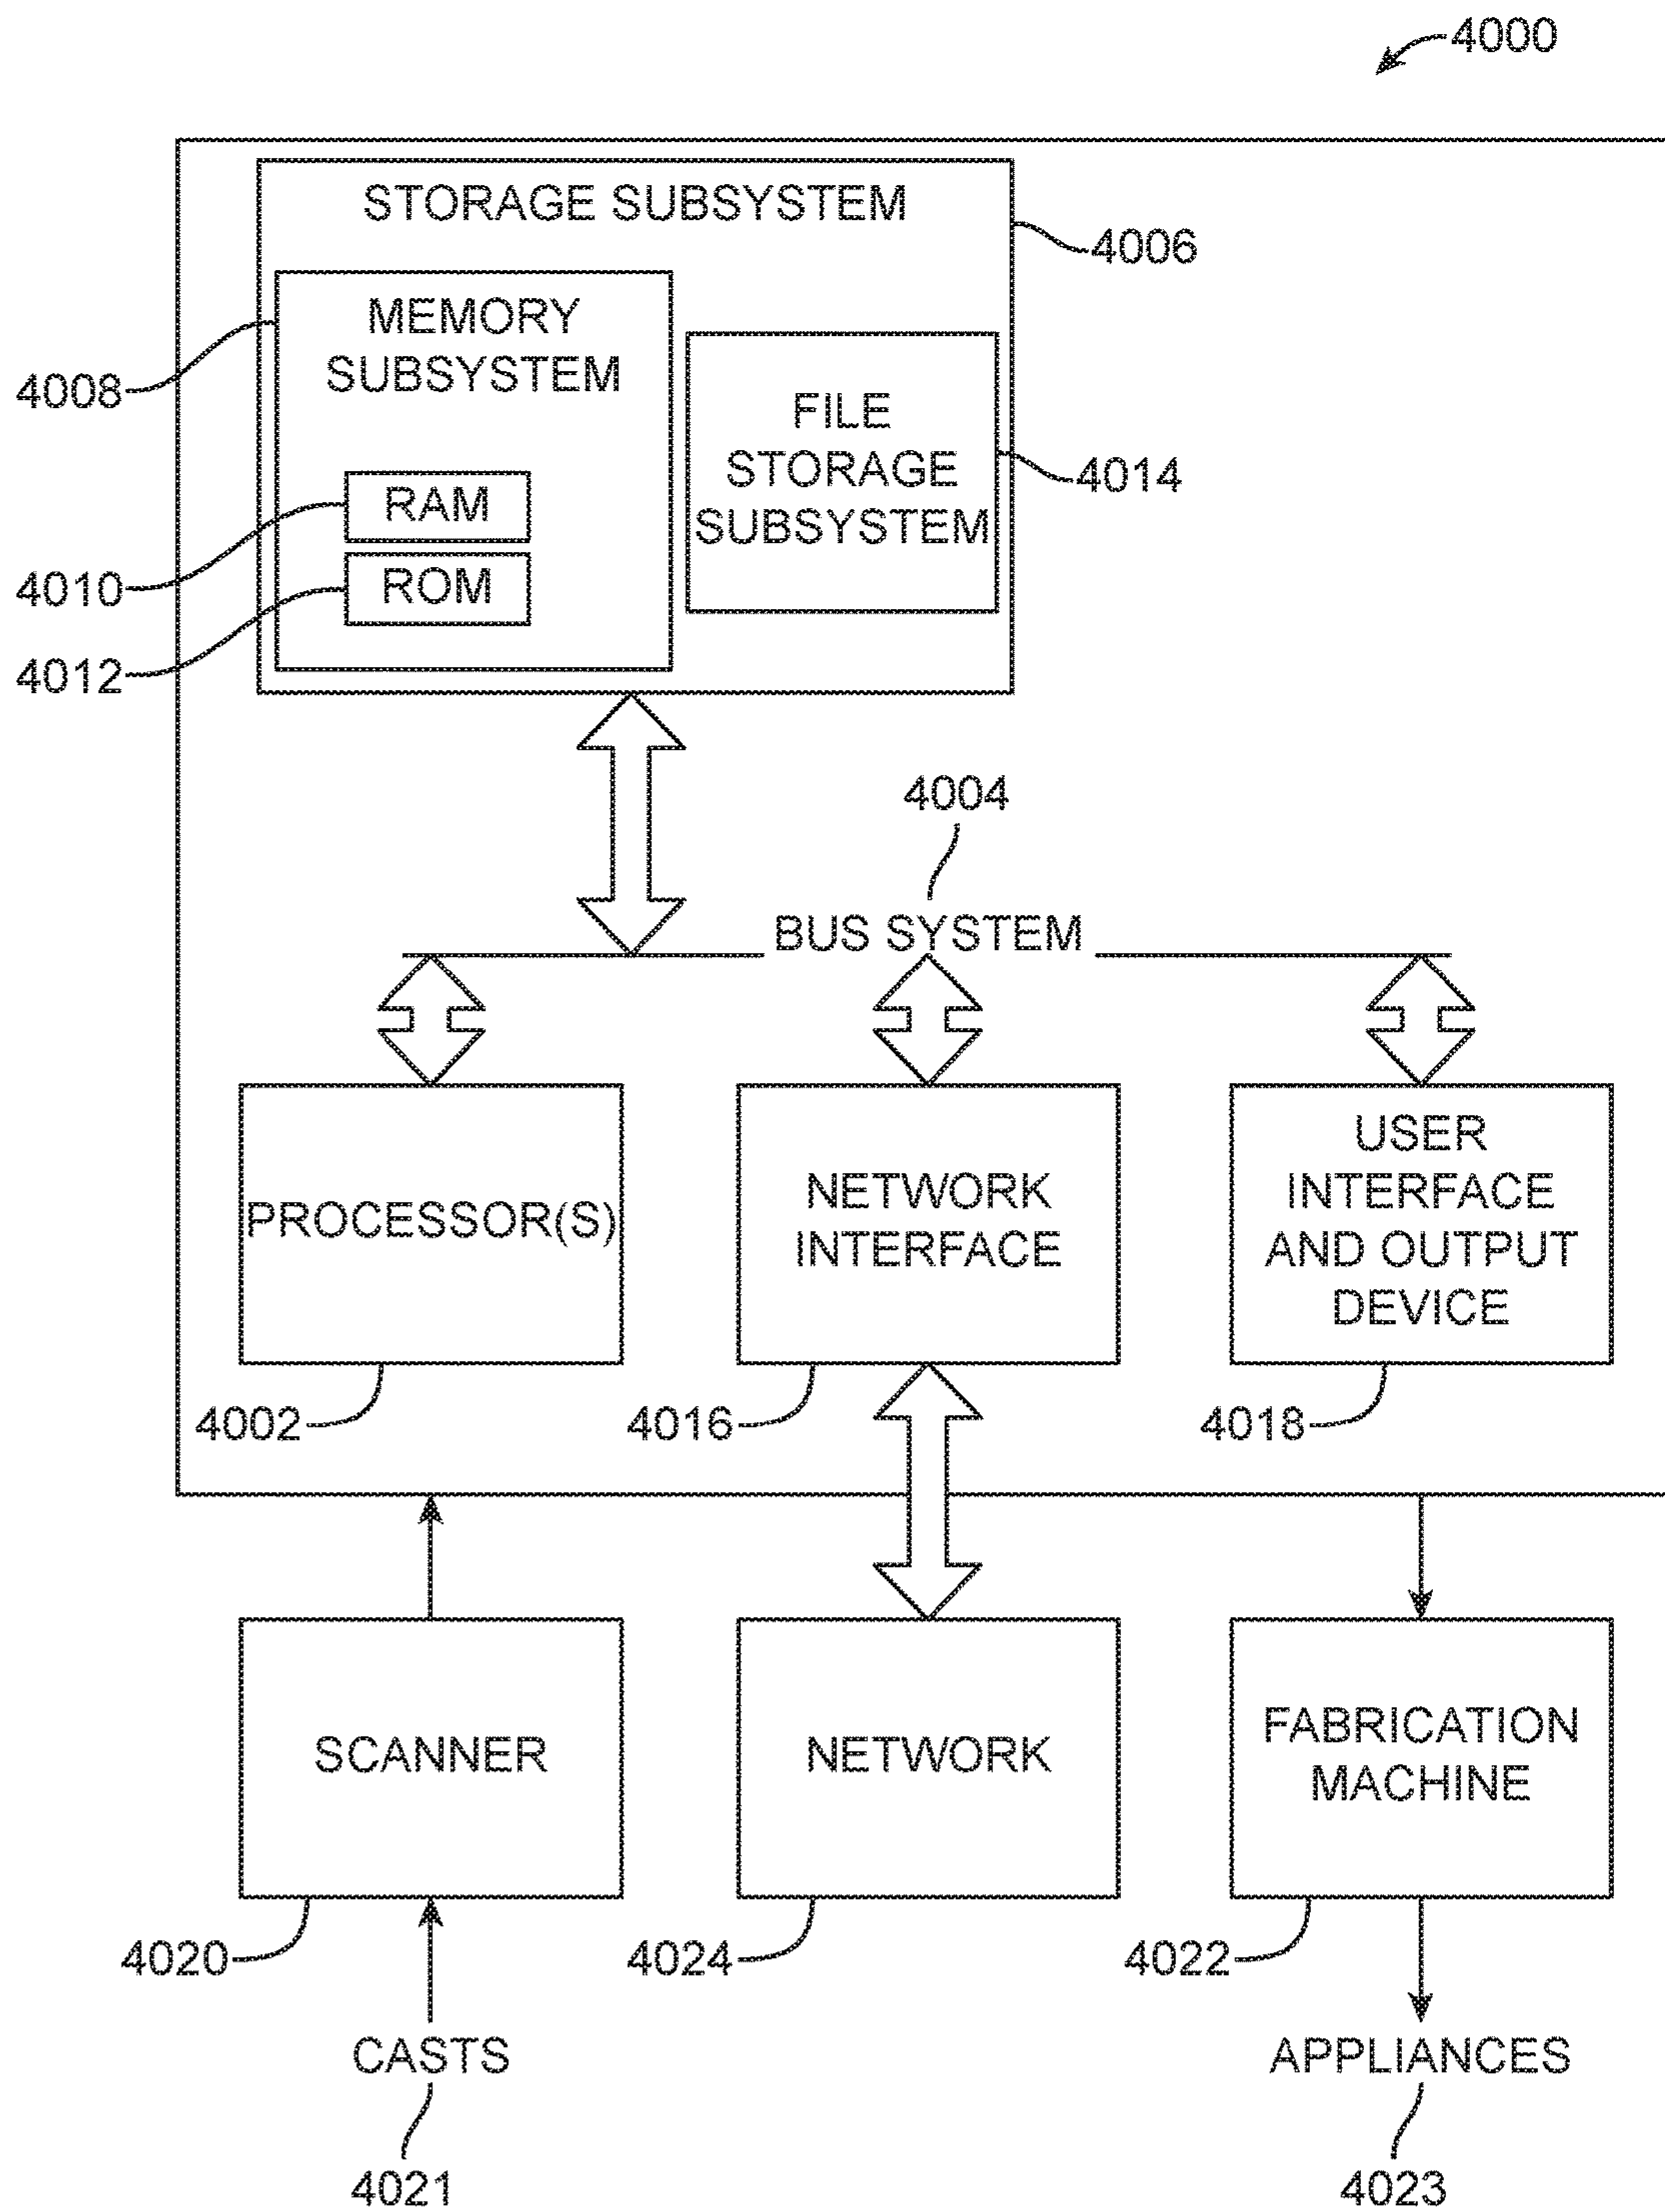 4000
STORAGE SUBSYSTEM
4006
MEMORY
SUBSYSTEM
4008
FILE
STORAGE
SUBSYSTEM
4014
RAM
4010
ROM
4012
4004
BUS SYSTEM
PROCESSOR(S)
NETWORK
INTERFACE
USER
INTERFACE
AND OUTPUT
DEVICE
4002
4016
4018
SCANNER
NETWORK
FABRICATION
MACHINE
4020
4024
4022
CASTS
APPLIANCES
4021
4023